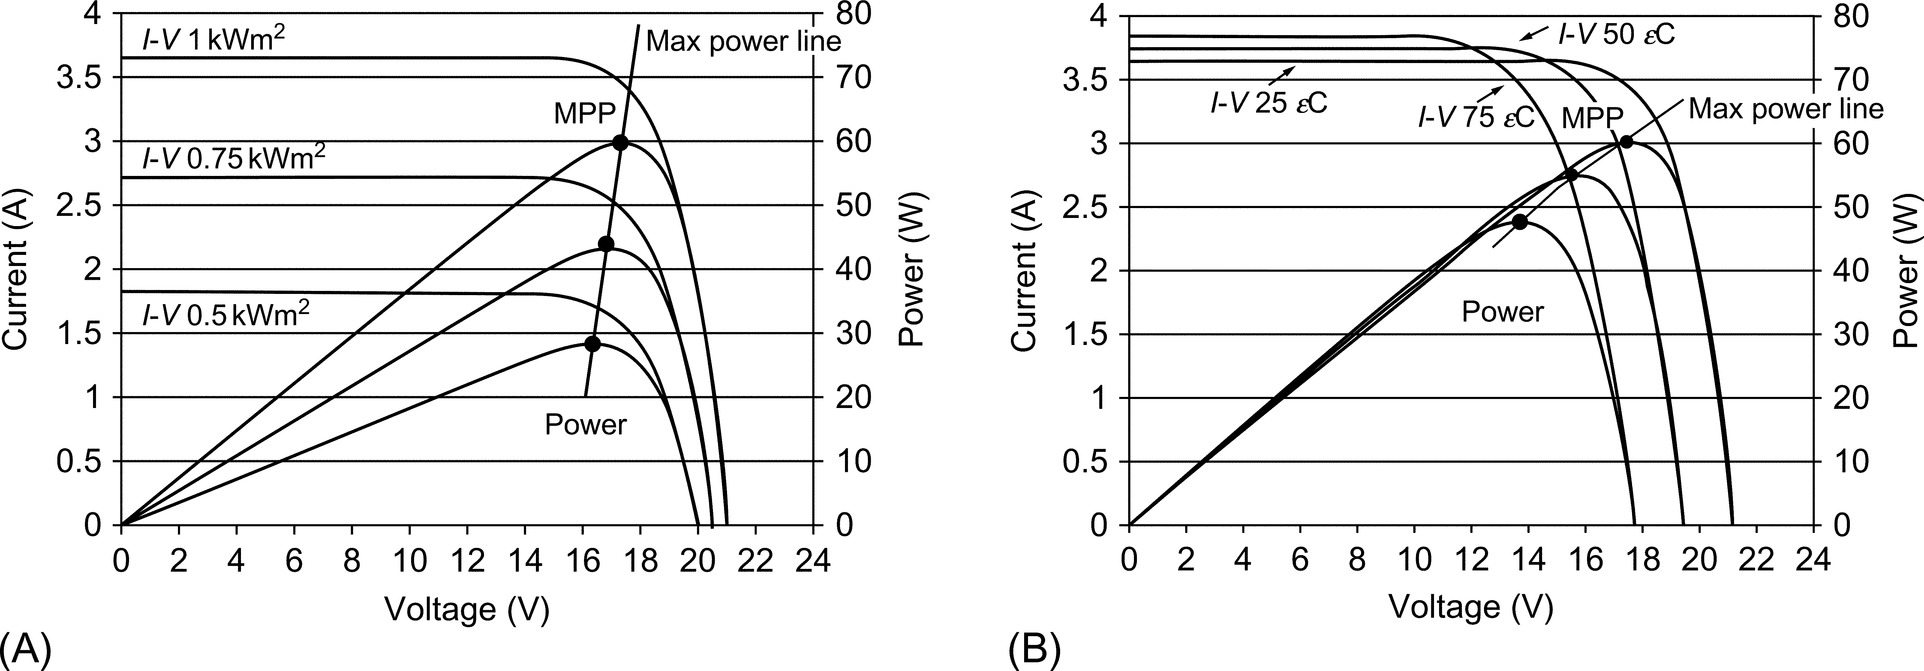 4
3.5
3
2.5
2
1.5
1
0.5
0
Current (A)
I-V 1 kWm²
I-V 0.75 kWm²
I-V 0.5 kWm²
MPP
Max power line
Power
80
70
60
50
40
30
20
10
0
Power (W)
0 2 4 6 8 10 12 14 16 18 20 22 24
Voltage (V)
(A)
4
3.5
3
2.5
2
1.5
1
0.5
0
Current (A)
I-V 50 εC
I-V 25 εC
I-V 75 εC
MPP
Max power line
Power
80
70
60
50
40
30
20
10
0
Power (W)
0 2 4 6 8 10 12 14 16 18 20 22 24
Voltage (V)
(B)